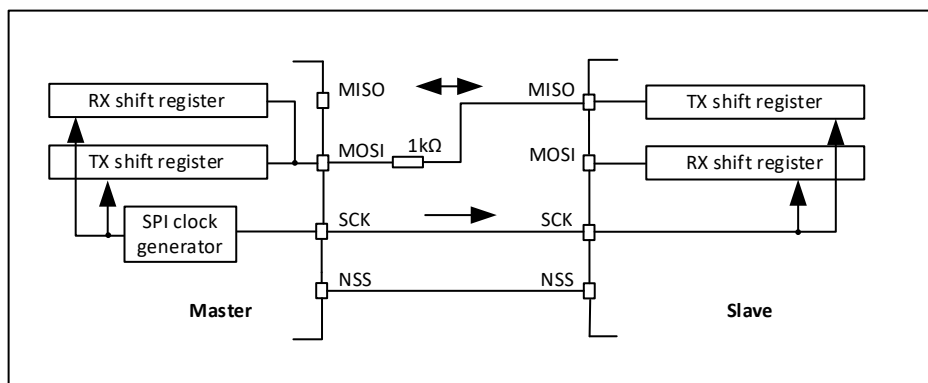 RX shift register
TX shift register
SPI clock
generator
Master
MISO
MOSI
1kΩ
SCK
NSS
MISO
MOSI
SCK
NSS
TX shift register
RX shift register
Slave